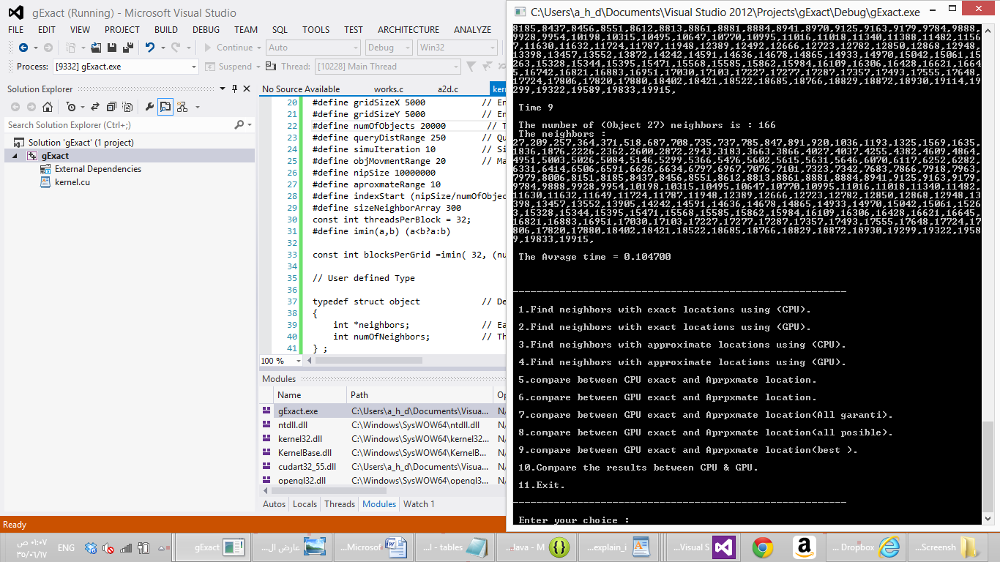 gExact (Running) - Microsoft Visual Studio
FILE EDIT VIEW PROJECT BUILD DEBUG TEAM SQL TOOLS TEST ARCHITECTURE ANALYZE
Continue Auto Debug Win32
Process: [9332] gExact.exe Suspend Thread: [10228] Main Thread
Solution Explorer
Search Solution Explorer (Ctrl+;)
Solution 'gExact' (1 project)
gExact
External Dependencies
kernel.cu
No Source Available works.c a2d.c ker
20 #define gridSizeX 5000 // En
21 #define gridSizeY 5000 // En
22 #define numOfObjects 20000 // T
23 #define queryDistRange 250 // Qu
24 #define simuIteration 10 // Si
25 #define objMovmentRange 20 // Ma
26 #define nipSize 10000000
27 #define aproxmateRange 10
28 #define indexStart (nipSize/numOfObjec
29 #define sizeNeighborArray 300
30 const int threadsPerBlock = 32;
31 #define imin(a,b) (a<b?a:b)
32
33 const int blocksPerGrid =imin( 32, (nu
34
35 // User defined Type
36
37 typedef struct object // De
38 {
39 int *neighbors; // Ea
40 int numOfNeighbors; // Th
41 } ;
100 %
Modules
Name Path Op
gExact.exe C:\Users\a_h_d\Documents\Visua... N/
ntdll.dll C:\Windows\SysWOW64\ntdll.dll N/
kernel32.dll C:\Windows\SysWOW64\kernel32... N/
KernelBase.dll C:\Windows\SysWOW64\KernelB... N/
cudart32_55.dll C:\Users\a_h_d\Documents\Visua... N/
opengl32.dll C:\Windows\SysWOW64\opengl3... N/
Autos Locals Threads Modules Watch 1
Ready
C:\Users\a_h_d\Documents\Visual Studio 2012\Projects\gExact\Debug\gExact.exe
8185,8437,8456,8551,8612,8813,8861,8881,8884,8941,8970,9125,9163,9179,9784,9888,
9928,9954,10198,10315,10495,10647,10770,10995,11016,11018,11340,11388,11482,1156
7,11630,11632,11724,11787,11948,12389,12492,12666,12723,12782,12850,12868,12948,
13398,13457,13552,13872,14242,14591,14636,14678,14865,14933,14970,15042,15061,15
263,15328,15344,15395,15471,15568,15585,15862,15984,16109,16306,16428,16621,1664
5,16742,16821,16883,16951,17030,17103,17227,17277,17287,17357,17493,17555,17648,
17724,17806,17820,17880,18402,18421,18522,18685,18766,18829,18872,18930,19114,19
299,19322,19589,19833,19915,
Time 9
The number of (Object 27) neighbors is : 166
The neighbors :
27,209,257,364,371,518,687,708,735,737,785,847,891,920,1036,1193,1325,1569,1635,
1836,1876,2226,2362,2600,2872,2943,3183,3663,3866,4027,4037,4255,4382,4609,4864,
4951,5003,5026,5084,5146,5299,5366,5476,5602,5615,5631,5646,6070,6117,6252,6282,
6331,6414,6506,6591,6626,6634,6797,6967,7076,7101,7323,7342,7683,7866,7918,7963,
7979,8006,8151,8185,8437,8456,8551,8612,8813,8861,8881,8884,8941,9125,9163,9179,
9784,9888,9928,9954,10198,10315,10495,10647,10770,10995,11016,11018,11340,11482,
11630,11632,11649,11724,11787,11948,12389,12666,12723,12782,12850,12868,12948,13
398,13457,13552,13905,14242,14591,14636,14678,14865,14933,14970,15042,15061,1526
3,15328,15344,15395,15471,15568,15585,15862,15984,16109,16306,16428,16621,16645,
16821,16883,16951,17030,17103,17227,17277,17287,17357,17493,17555,17648,17724,17
806,17820,17880,18402,18421,18522,18685,18766,18829,18872,18930,19299,19322,1958
9,19833,19915,
The Avrage time = 0.104700
1.Find neighbors with exact locations using (CPU).
2.Find neighbors with exact locations using (GPU).
3.Find neighbors with approximate locations using (CPU).
4.Find neighbors with approximate locations using (GPU).
5.compare between CPU exact and Aprpxmate location.
6.compare between GPU exact and Aprpxmate location.
7.compare between GPU exact and Aprpxmate location(All garanti).
8.compare between GPU exact and Aprpxmate location(all posible).
9.compare between GPU exact and Aprpxmate location(best ).
10.Compare the results between CPU & GPU.
11.Exit.
Enter your choice :
٠١:٠٧ ص
٣٥/٠٦/١٧
ENG gExact ...عارض ال ...Microsof ...l - tables ...Java - M ...explain_i ...Visual S ...Dropbox ...Screensh